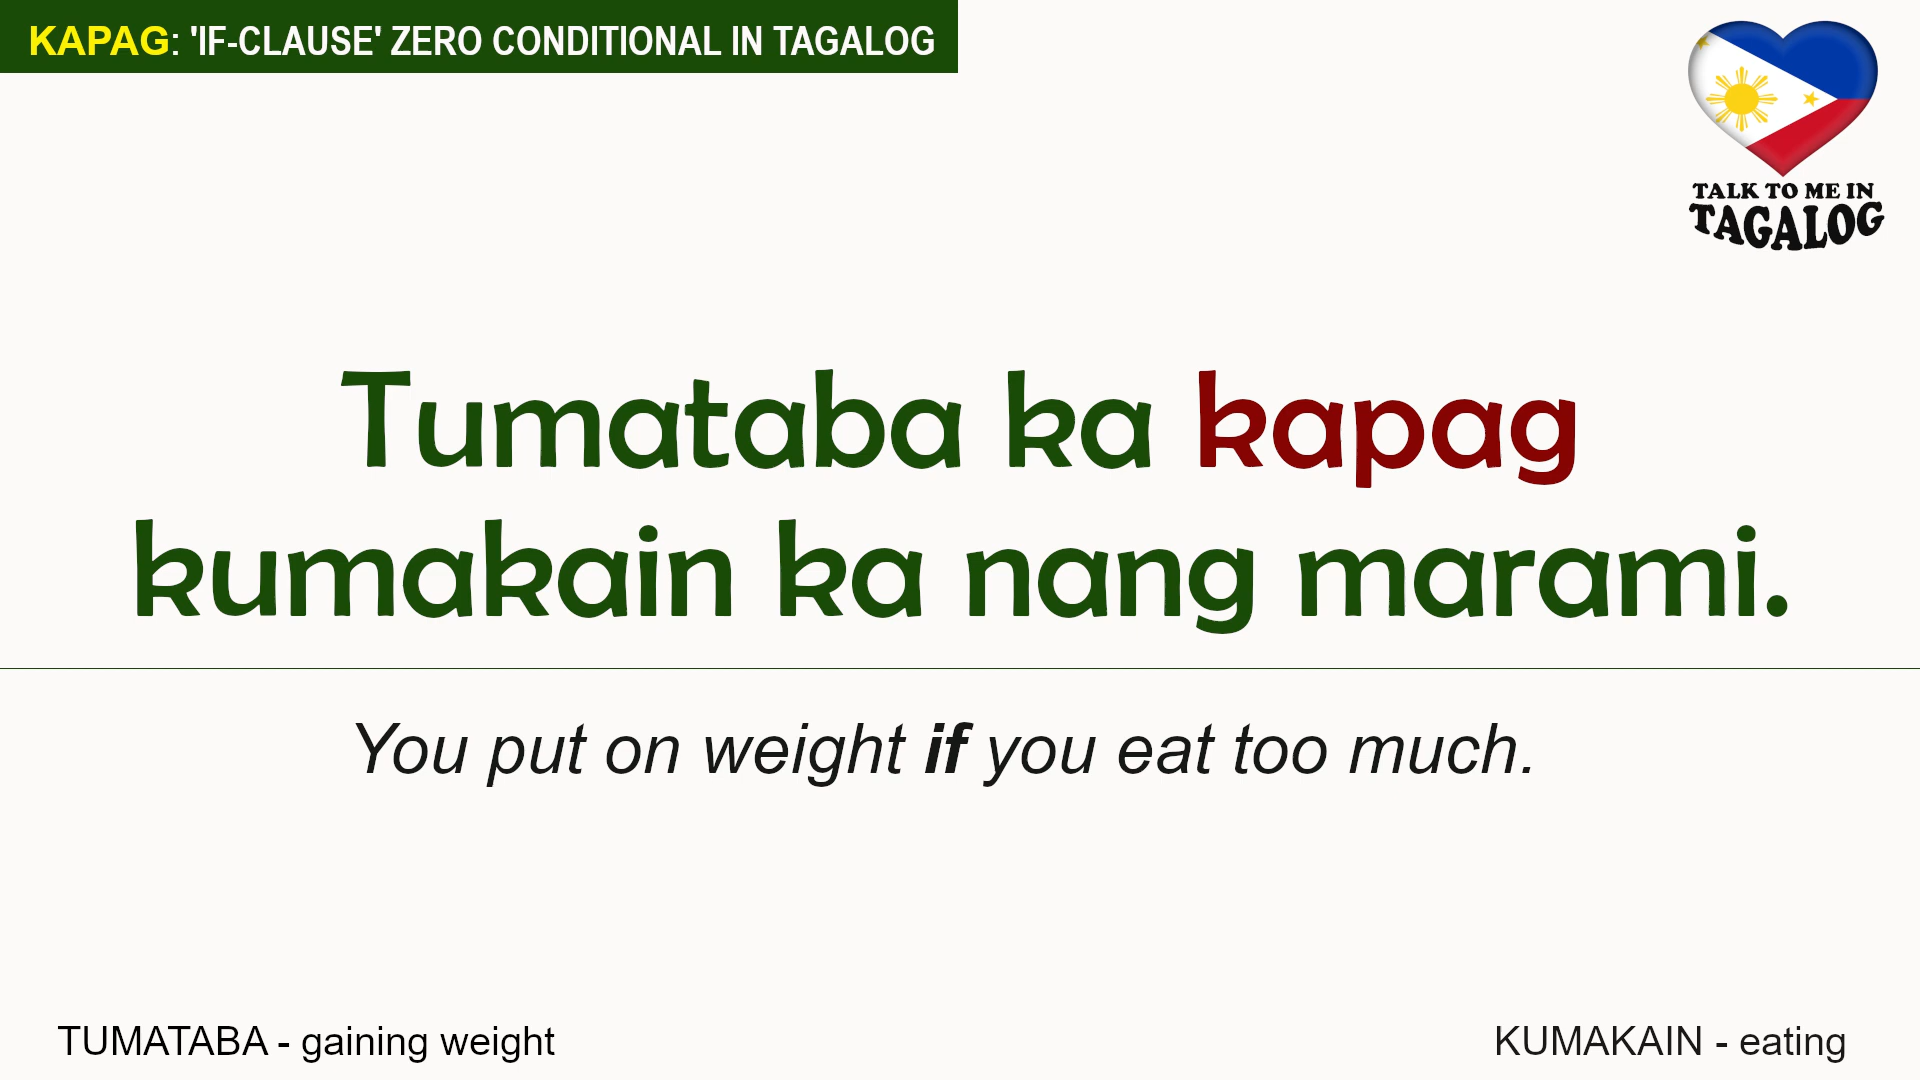 KAPAG: 'IF-CLAUSE' ZERO CONDITIONAL IN TAGALOG
TALK TO ME IN
TAGALOG
Tumataba ka kapag
kumakain ka nang marami.
You put on weight if you eat too much.
TUMATABA - gaining weight
KUMAKAIN - eating